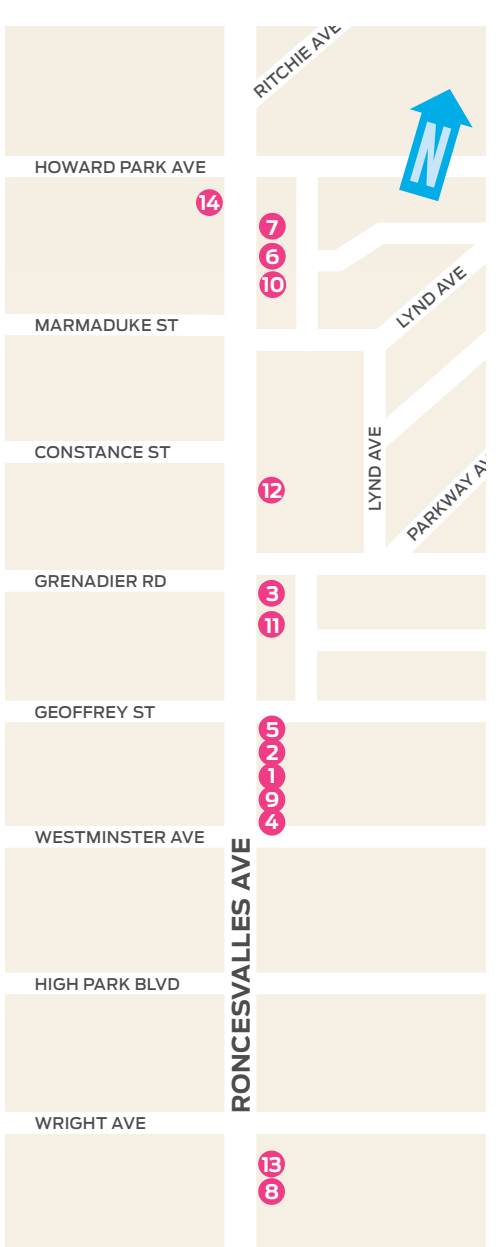 RITCHIE AVE
N
HOWARD PARK AVE
14
7
6
10
LYND AVE
MARMADUKE ST
LYND AVE
CONSTANCE ST
12
PARKWAY AV
GRENADIER RD
3
11
GEOFFREY ST
5
2
1
9
4
WESTMINSTER AVE
RONCESVALLES AVE
HIGH PARK BLVD
WRIGHT AVE
13
8